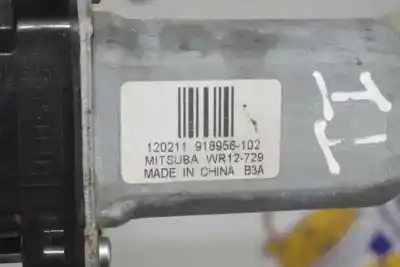 120211 918956-102
MITSUBA WR12-729
MADE IN CHINA B3A